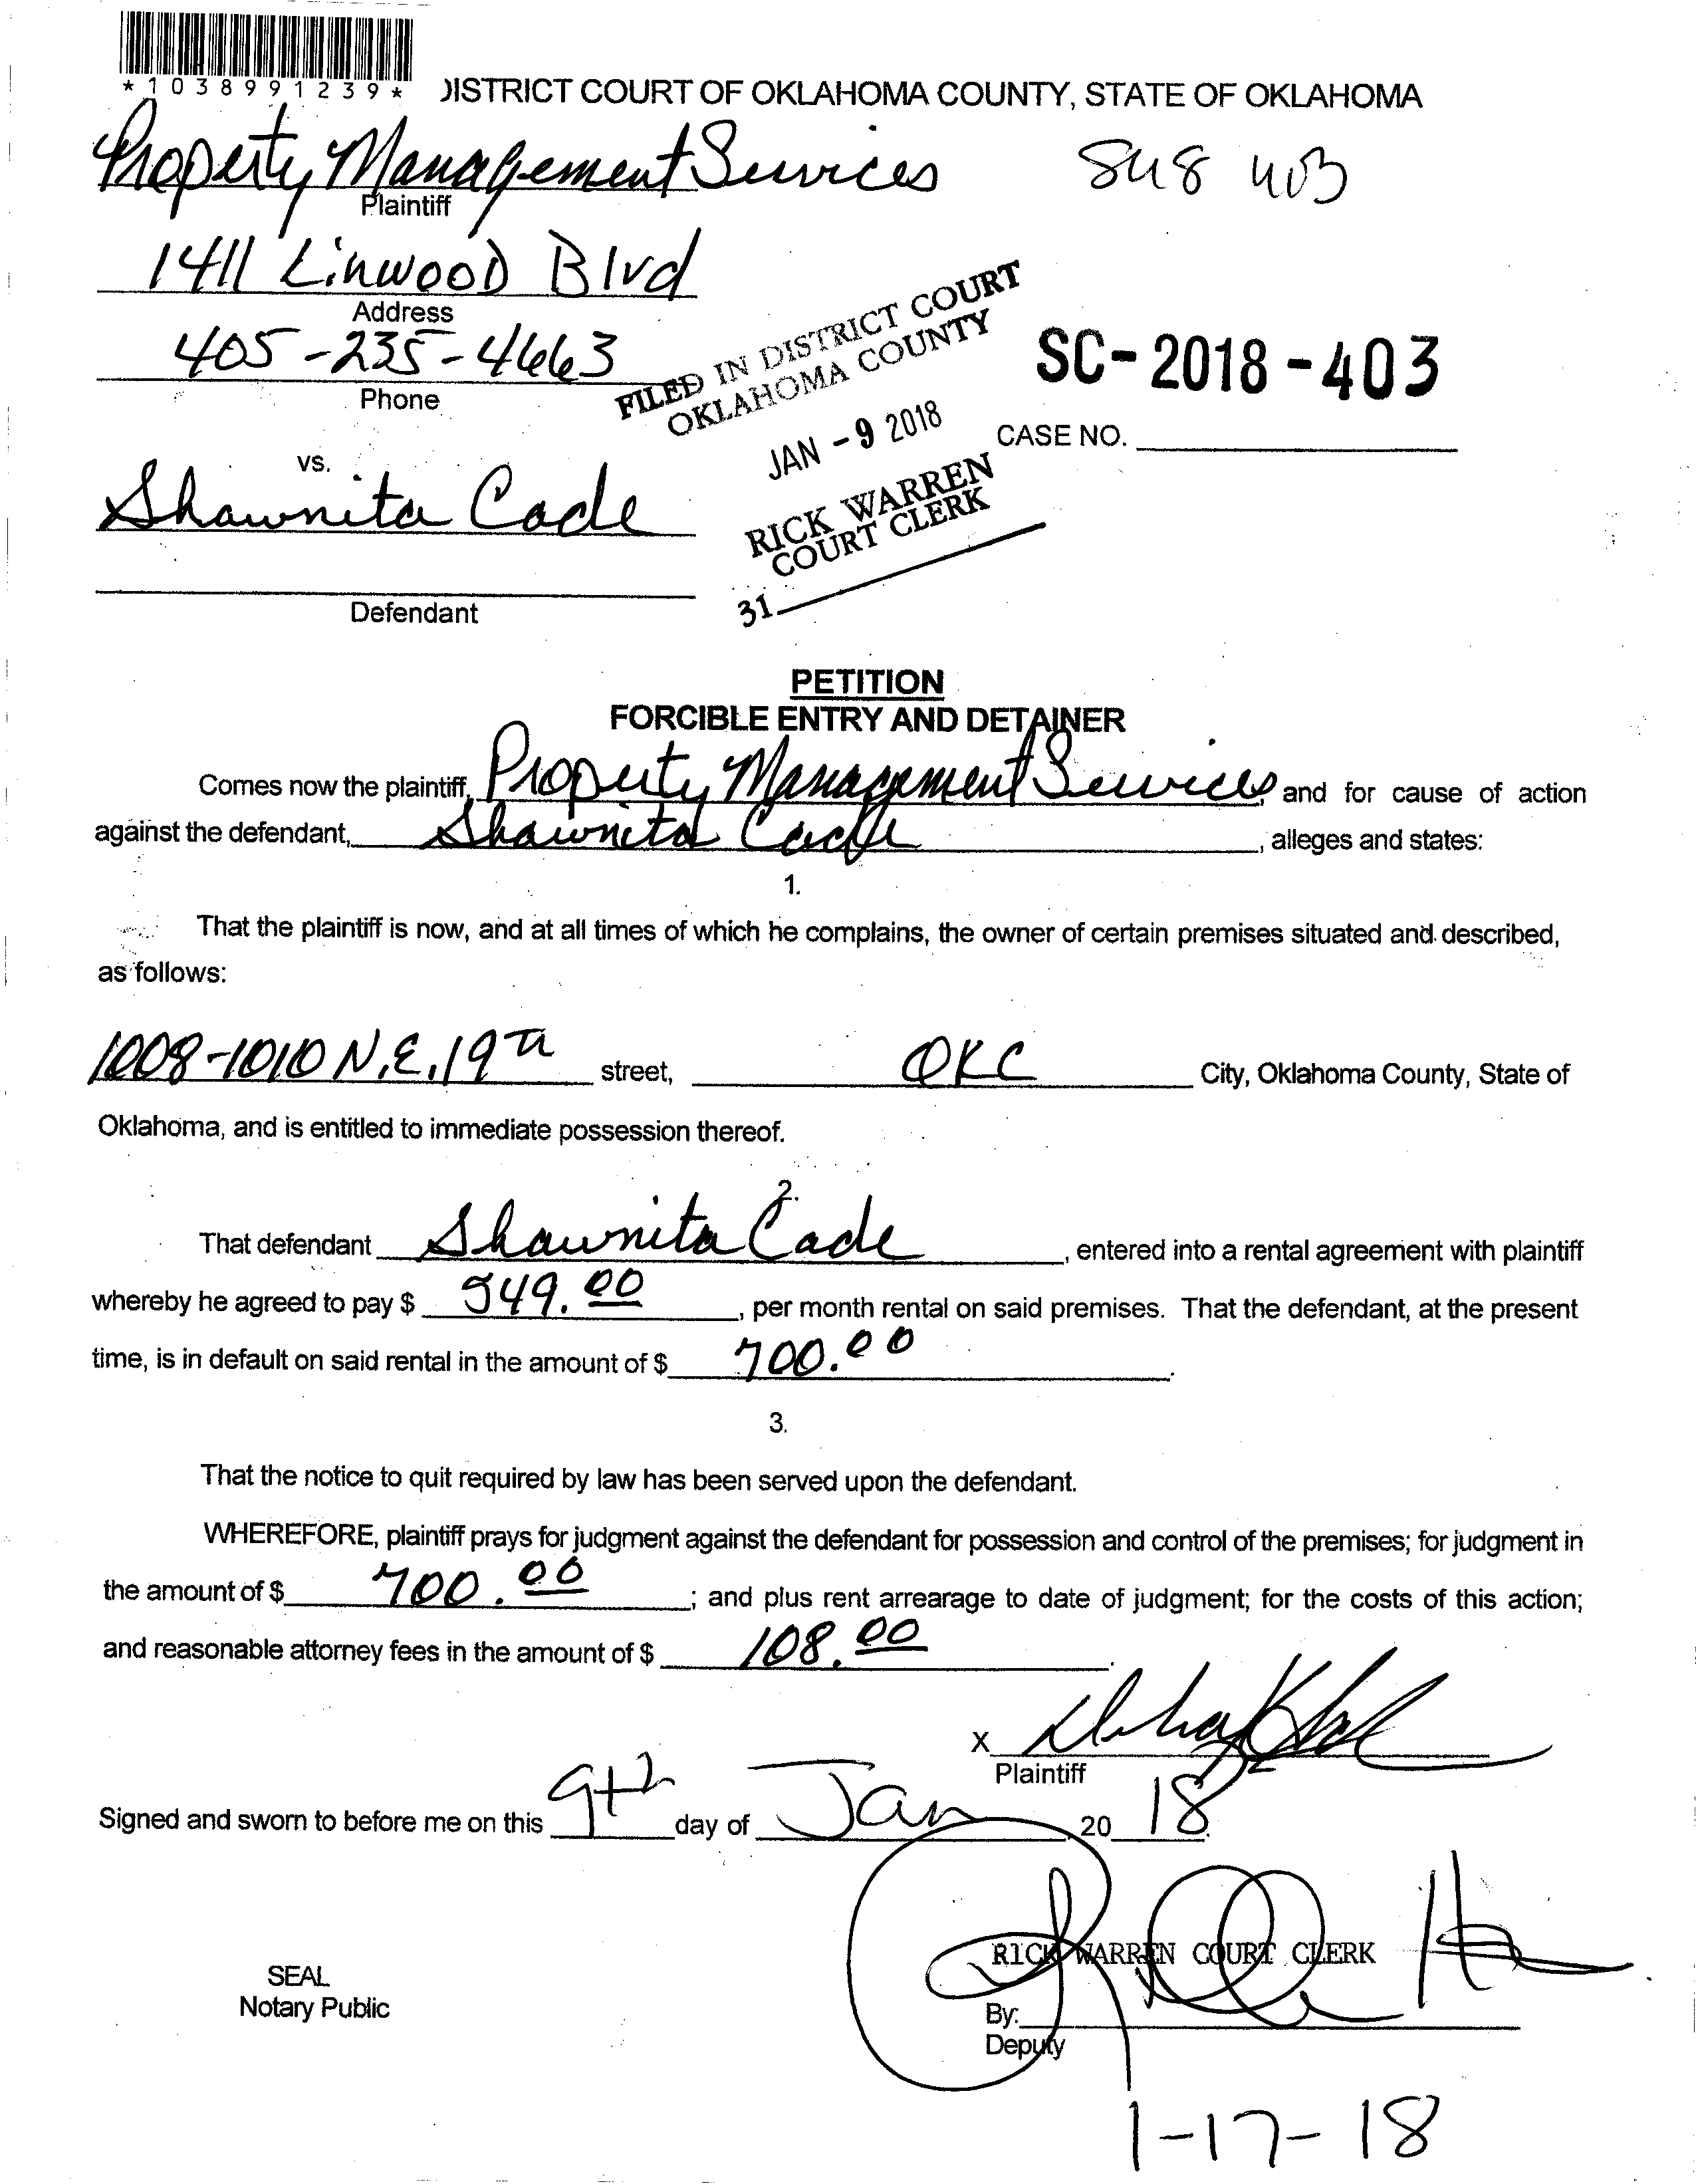 *1038991239*
DISTRICT COURT OF OKLAHOMA COUNTY, STATE OF OKLAHOMA
Property Management Services
Plaintiff
1411 Linwood Blvd
Address
405-235-4663
Phone
FILED IN DISTRICT COURT
OKLAHOMA COUNTY
JAN - 9 2018
RICK WARREN
COURT CLERK
31
SC-2018-403
CASE NO.
vs.
Shawnita Cade
Defendant
PETITION
FORCIBLE ENTRY AND DETAINER
Comes now the plaintiff, Property Management Services, and for cause of action
against the defendant, Shawnita Cade, alleges and states:
1.
That the plaintiff is now, and at all times of which he complains, the owner of certain premises situated and described,
as follows:
1008-1010 N.E. 19th street, OKC City, Oklahoma County, State of
Oklahoma, and is entitled to immediate possession thereof.
2.
That defendant Shawnita Cade, entered into a rental agreement with plaintiff
whereby he agreed to pay $ 549.00, per month rental on said premises. That the defendant, at the present
time, is in default on said rental in the amount of $ 700.00.
3.
That the notice to quit required by law has been served upon the defendant.
WHEREFORE, plaintiff prays for judgment against the defendant for possession and control of the premises; for judgment in
the amount of $ 700.00; and plus rent arrearage to date of judgment; for the costs of this action;
and reasonable attorney fees in the amount of $ 108.00.
X
Plaintiff
Signed and sworn to before me on this 9th day of Jan, 20 18.
RICK WARREN COURT CLERK
SEAL
Notary Public
By:
Deputy
1-17-18